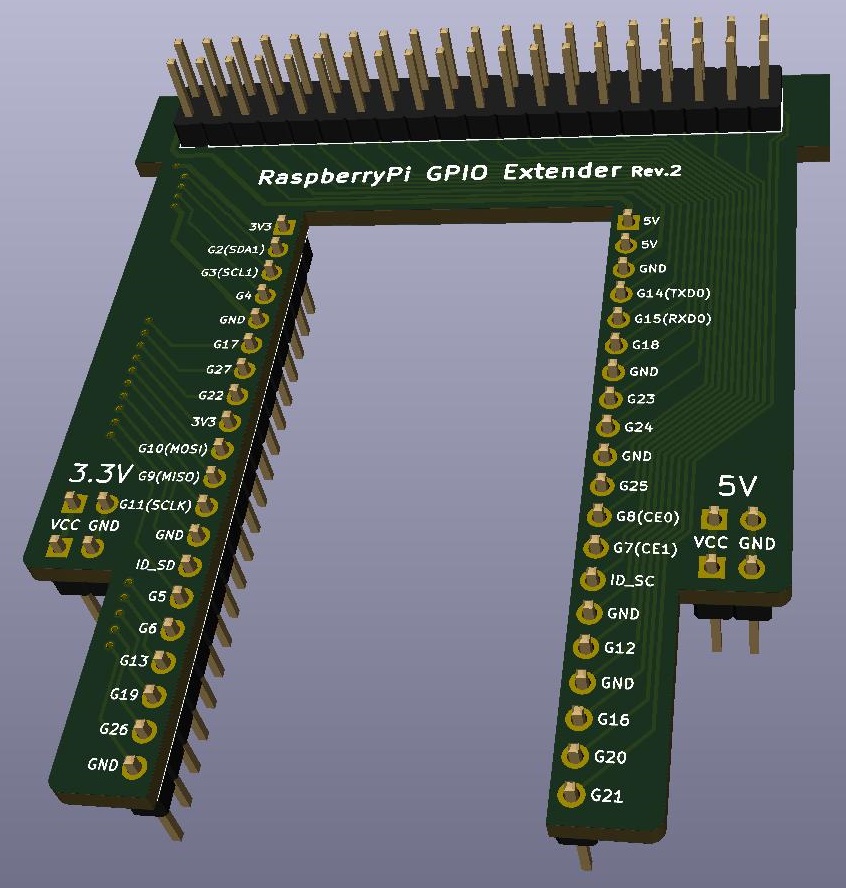 RaspberryPi GPIO Extender Rev.2
3V3
G2(SDA1)
G3(SCL1)
G4
GND
G17
G27
G22
3V3
G10(MOSI)
G9(MISO)
G11(SCLK)
GND
ID_SD
G5
G6
G13
G19
G26
GND
3.3V
VCC GND
5V
5V
GND
G14(TXD0)
G15(RXD0)
G18
GND
G23
G24
GND
G25
G8(CE0)
G7(CE1)
ID_SC
GND
G12
GND
G16
G20
G21
5V
VCC GND